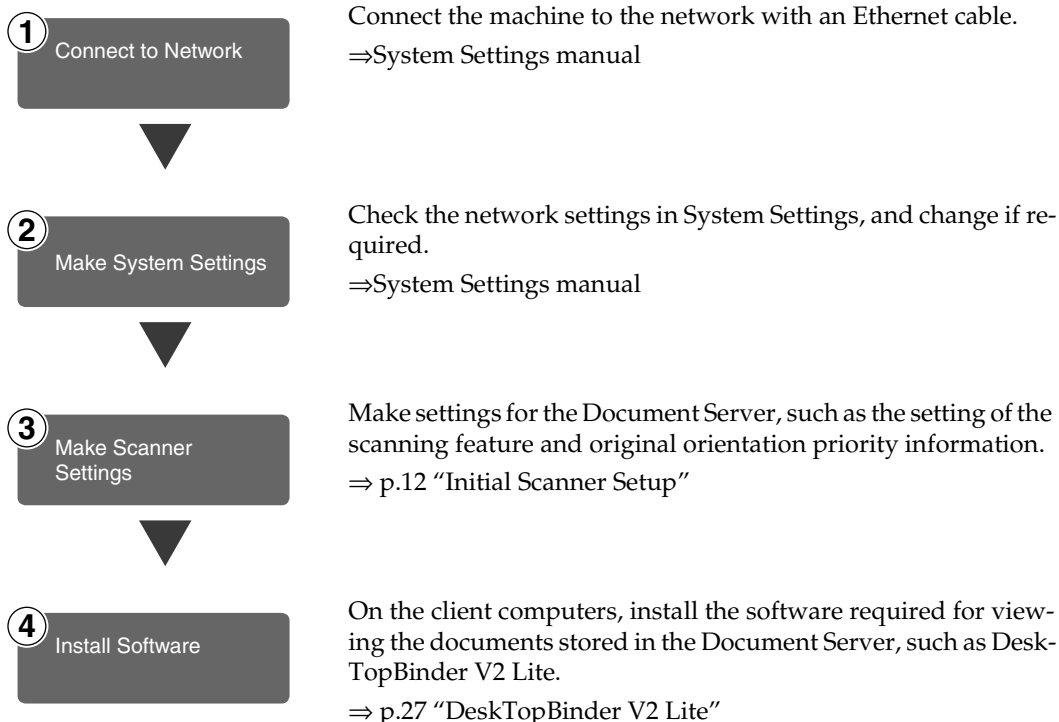 1
Connect to Network
Connect the machine to the network with an Ethernet cable.
⇒System Settings manual
2
Make System Settings
Check the network settings in System Settings, and change if re-
quired.
⇒System Settings manual
3
Make Scanner
Settings
Make settings for the Document Server, such as the setting of the
scanning feature and original orientation priority information.
⇒ p.12 “Initial Scanner Setup”
4
Install Software
On the client computers, install the software required for view-
ing the documents stored in the Document Server, such as Desk-
TopBinder V2 Lite.
⇒ p.27 “DeskTopBinder V2 Lite”